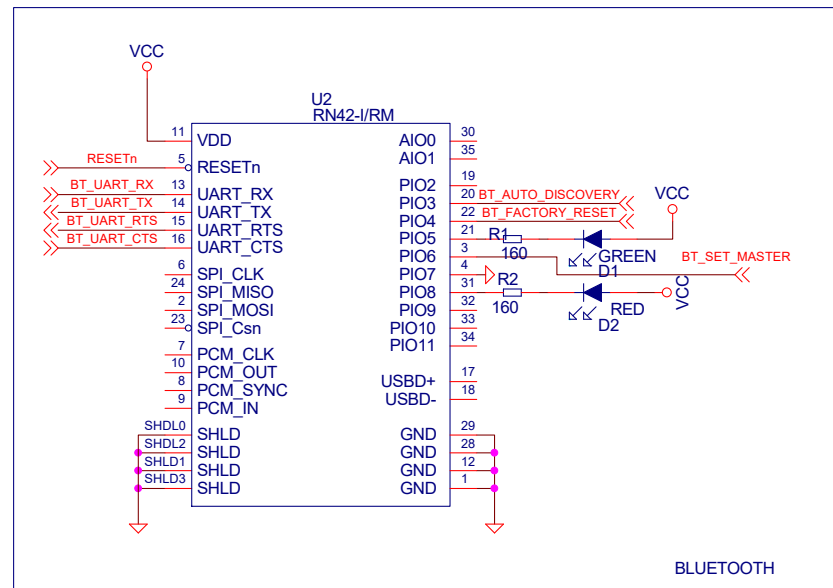 VCC
U2
RN42-I/RM
11 VDD
RESETn 5 RESETn
BT_UART_RX 13 UART_RX
BT_UART_TX 14 UART_TX
BT_UART_RTS 15 UART_RTS
BT_UART_CTS 16 UART_CTS
6 SPI_CLK
24 SPI_MISO
2 SPI_MOSI
23 SPI_Csn
7 PCM_CLK
10 PCM_OUT
8 PCM_SYNC
9 PCM_IN
SHDL0 SHLD
SHDL2 SHLD
SHLD1 SHLD
SHLD3 SHLD
AIO0 30
AIO1 35
PIO2 19
PIO3 20 BT_AUTO_DISCOVERY
PIO4 22 BT_FACTORY_RESET
PIO5 21
PIO6 3
PIO7 4
PIO8 31
PIO9 32
PIO10 33
PIO11 34
USBD+ 17
USBD- 18
GND 29
GND 28
GND 12
GND 1
R1
160
GREEN
D1
VCC
BT_SET_MASTER
R2
160
RED
D2
VCC
BLUETOOTH